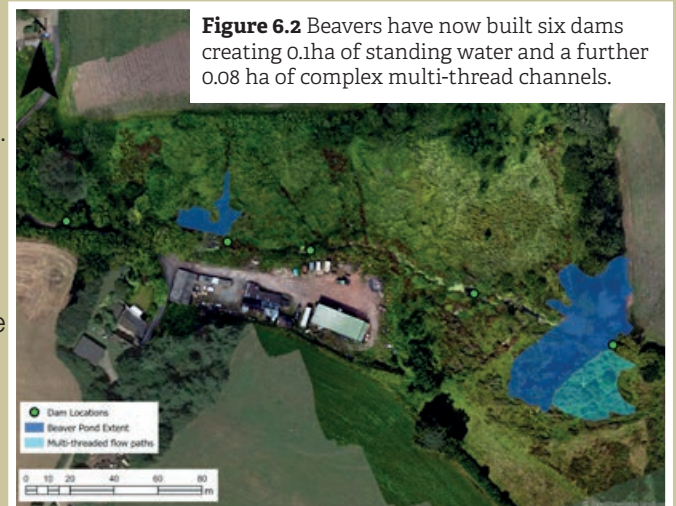 Figure 6.2 Beavers have now built six dams
creating 0.1ha of standing water and a further
0.08 ha of complex multi-thread channels.
.
e
Dam Locations
Beaver Pond Extent
Multi-threaded flow paths
0 10 20 40 60 80
m